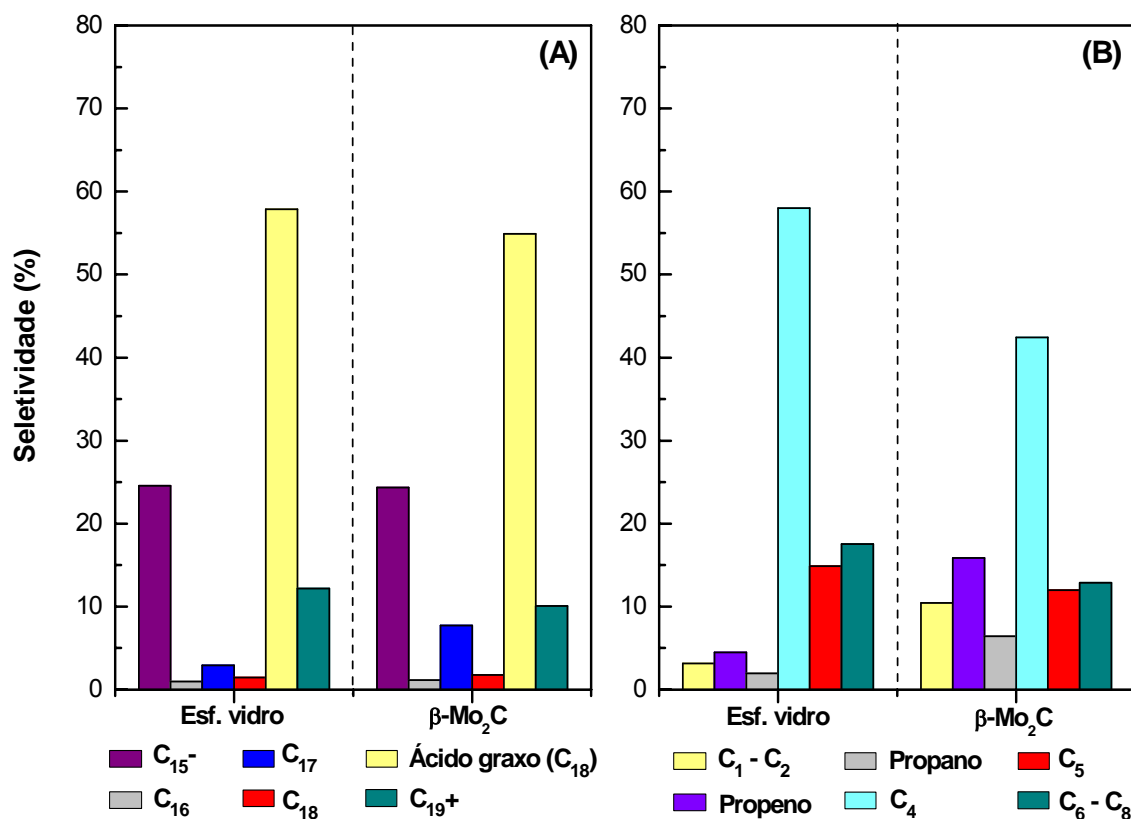 Seletividade (%)
80
70
60
50
40
30
20
10
0
(A)
Esf. vidro
β-Mo₂C
C₁₅-
C₁₇
Ácido graxo (C₁₈)
C₁₆
C₁₈
C₁₉+
80
70
60
50
40
30
20
10
0
(B)
Esf. vidro
β-Mo₂C
C₁ - C₂
Propano
C₅
Propeno
C₄
C₆ - C₈